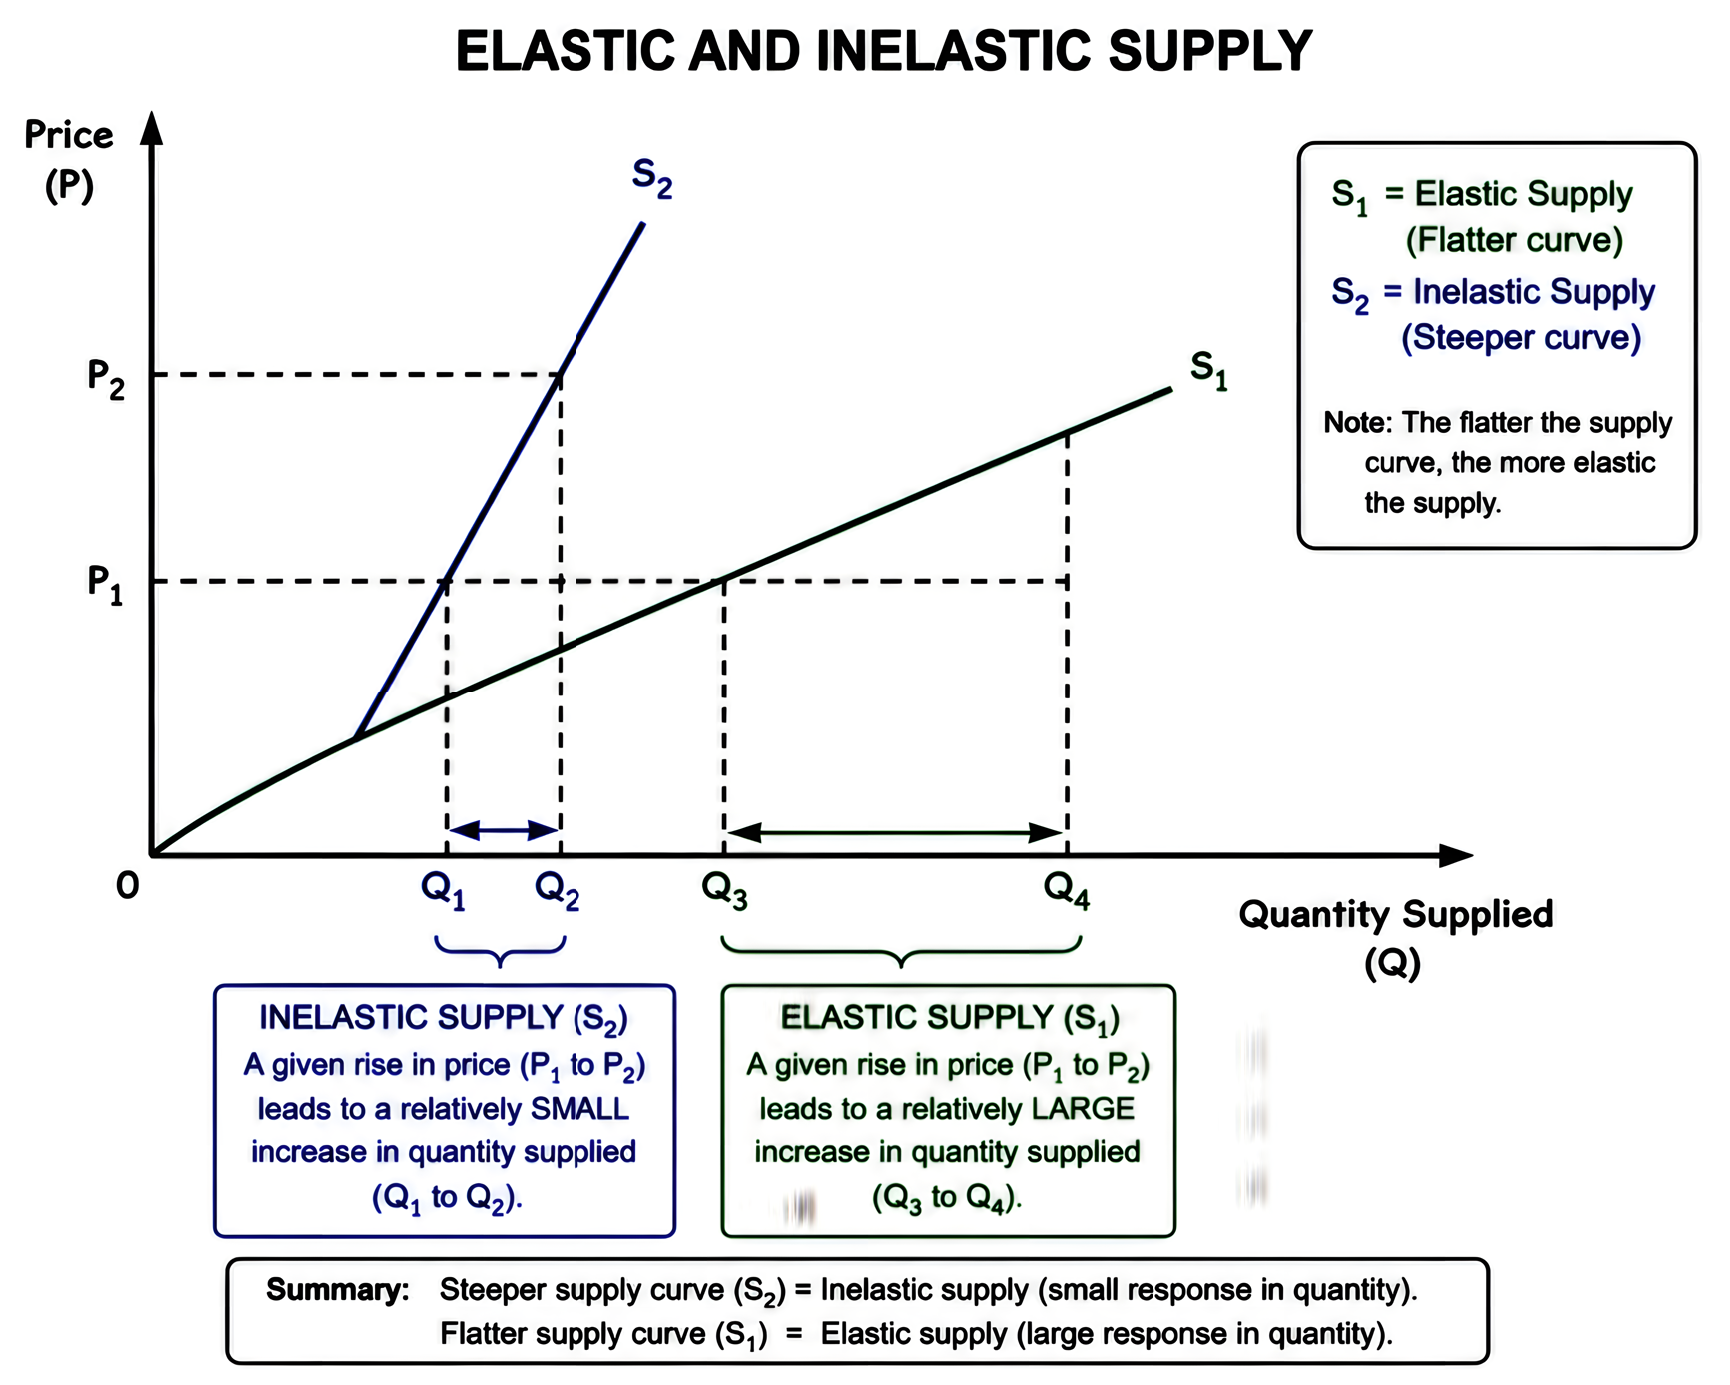 ELASTIC AND INELASTIC SUPPLY
Price
(P)
S₂
S₁ = Elastic Supply
(Flatter curve)
S₂ = Inelastic Supply
(Steeper curve)
Note: The flatter the supply
curve, the more elastic
the supply.
P₂
S₁
P₁
0
Q₁
Q₂
Q₃
Q₄
Quantity Supplied
(Q)
INELASTIC SUPPLY (S₂)
A given rise in price (P₁ to P₂)
leads to a relatively SMALL
increase in quantity supplied
(Q₁ to Q₂).
ELASTIC SUPPLY (S₁)
A given rise in price (P₁ to P₂)
leads to a relatively LARGE
increase in quantity supplied
(Q₃ to Q₄).
Summary: Steeper supply curve (S₂) = Inelastic supply (small response in quantity).
Flatter supply curve (S₁) = Elastic supply (large response in quantity).